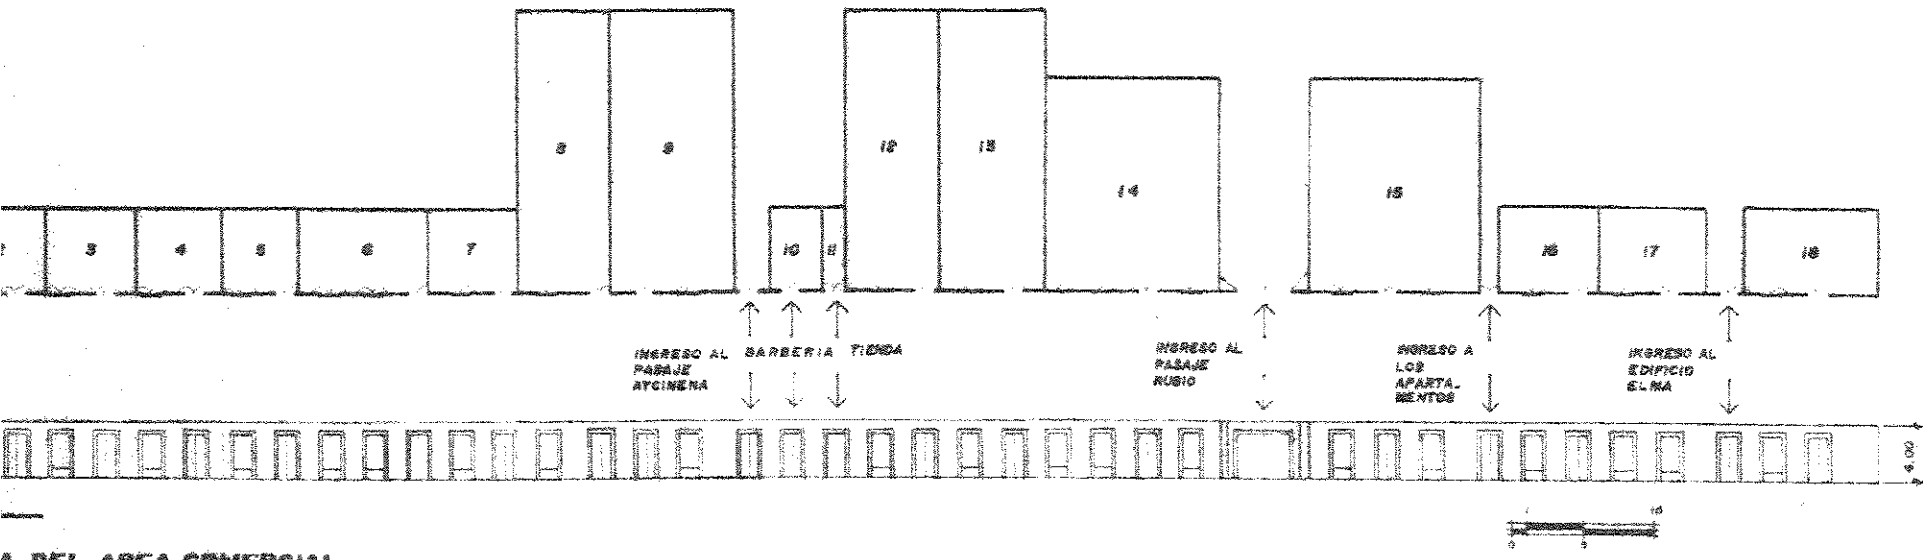 8
9
12
13
14
15
3
4
5
6
7
10
11
16
17
18
INGRESO AL
PASAJE
AYCINENA
BARBERIA
TIENDA
INGRESO AL
PASAJE
RUBIO
INGRESO A
LOS
APARTA-
MENTOS
INGRESO AL
EDIFICIO
ELMA
4.00
1
10
0
5
A DEL AREA COMERCIAL